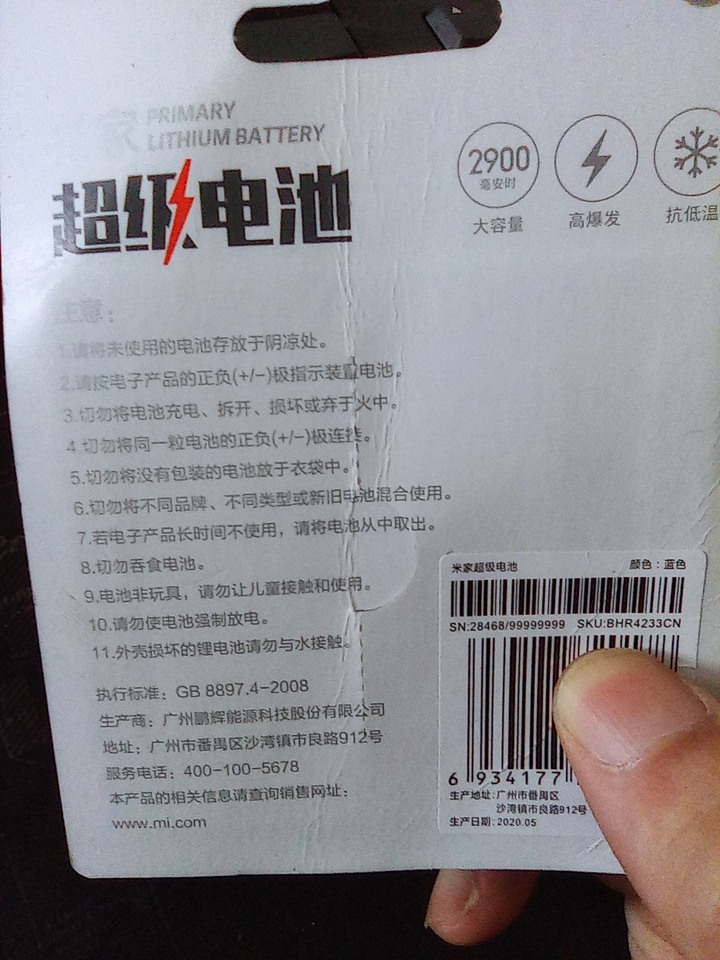 PRIMARY
LITHIUM BATTERY
超级电池
2900
毫安时
大容量
高爆发
抗低温
注意：
1.请将未使用的电池存放于阴凉处。
2.请按电子产品的正负(+/-)极指示装置电池。
3.切勿将电池充电、拆开、损坏或弃于火中。
4.切勿将同一粒电池的正负(+/-)极连接。
5.切勿将没有包装的电池放于衣袋中。
6.切勿将不同品牌、不同类型或新旧电池混合使用。
7.若电子产品长时间不使用，请将电池从中取出。
8.切勿吞食电池。
9.电池非玩具，请勿让儿童接触和使用。
10.请勿使电池强制放电。
11.外壳损坏的锂电池请勿与水接触。
执行标准：GB 8897.4-2008
生产商：广州鹏辉能源科技股份有限公司
地址：广州市番禺区沙湾镇市良路912号
服务电话：400-100-5678
本产品的相关信息请查询销售网址：
www.mi.com
米家超级电池 颜色：蓝色
SN:28468/99999999 SKU:BHR4233CN
6 934177
生产地址:广州市番禺区
沙湾镇市良路912号
生产日期:2020.05